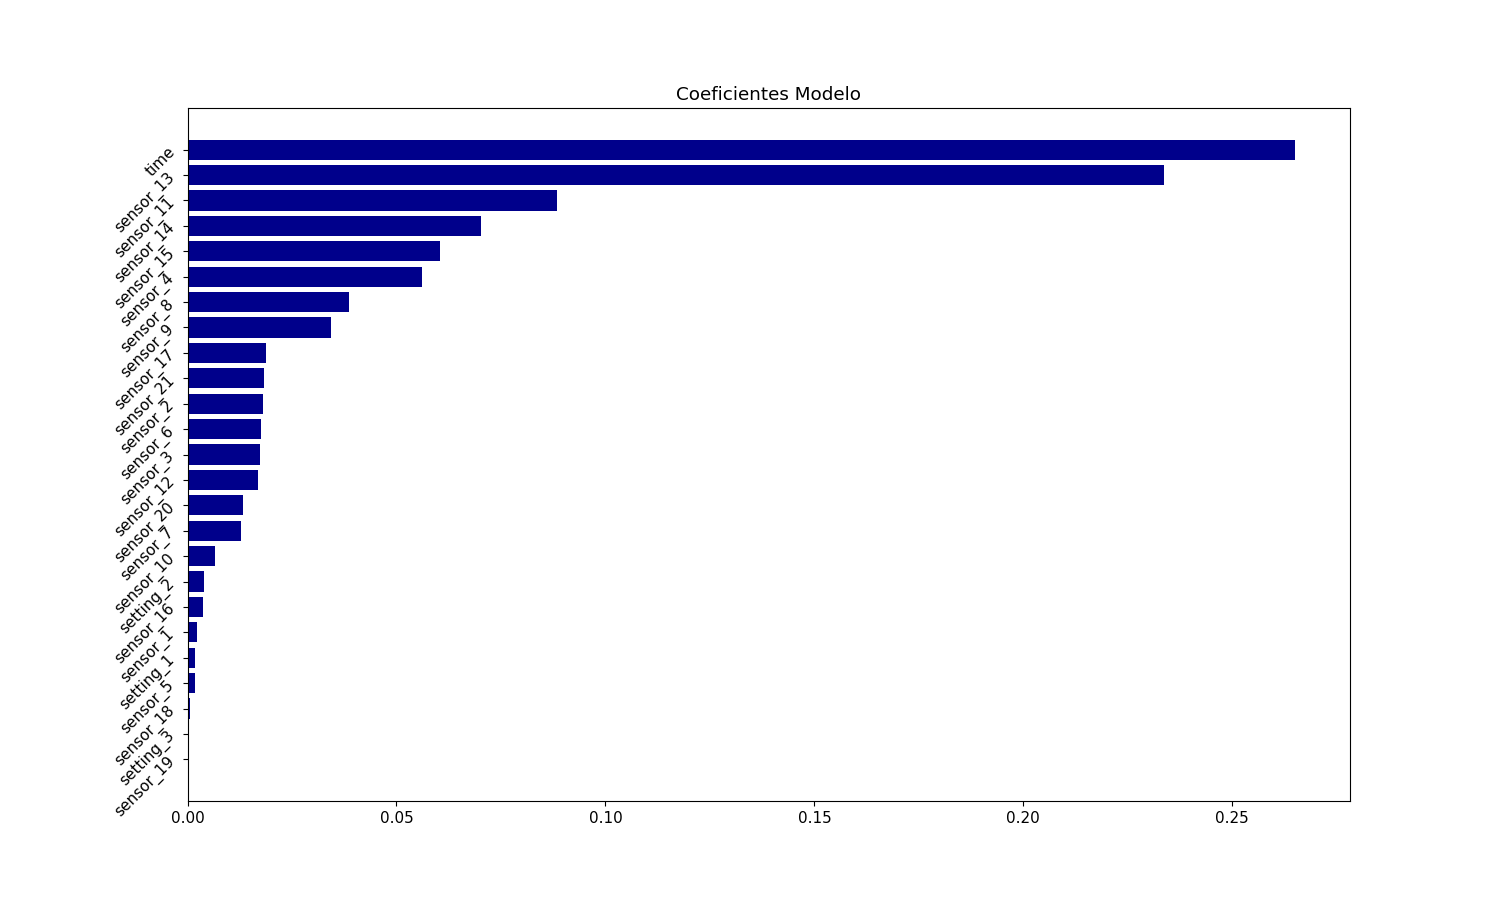 Coeficientes Modelo
time
sensor_13
sensor_11
sensor_14
sensor_15
sensor_4
sensor_8
sensor_9
sensor_17
sensor_21
sensor_2
sensor_6
sensor_3
sensor_12
sensor_20
sensor_7
sensor_10
setting_2
sensor_16
sensor_1
setting_1
sensor_5
sensor_18
setting_3
sensor_19
0.00 0.05 0.10 0.15 0.20 0.25